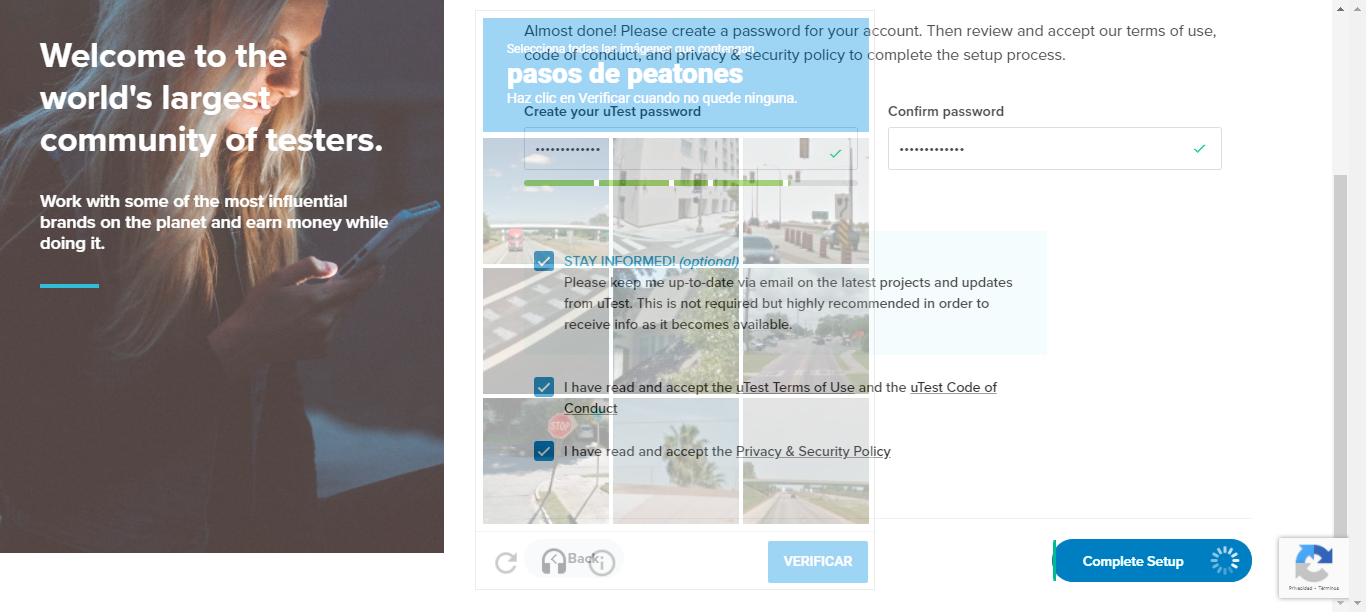 Welcome to the
world's largest
community of testers.
Work with some of the most influential
brands on the planet and earn money while
doing it.
Almost done! Please create a password for your account. Then review and accept our terms of use,
code of conduct, and privacy & security policy to complete the setup process.
Selecciona todas las imágenes que contengan
pasos de peatones
Haz clic en Verificar cuando no quede ninguna.
Create your uTest password
Confirm password
•••••••••••••
•••••••••••••
STAY INFORMED! (optional)
Please keep me up-to-date via email on the latest projects and updates
from uTest. This is not required but highly recommended in order to
receive info as it becomes available.
I have read and accept the uTest Terms of Use and the uTest Code of
Conduct
STOP
I have read and accept the Privacy & Security Policy
Back
VERIFICAR
Complete Setup
Privacidad - Términos